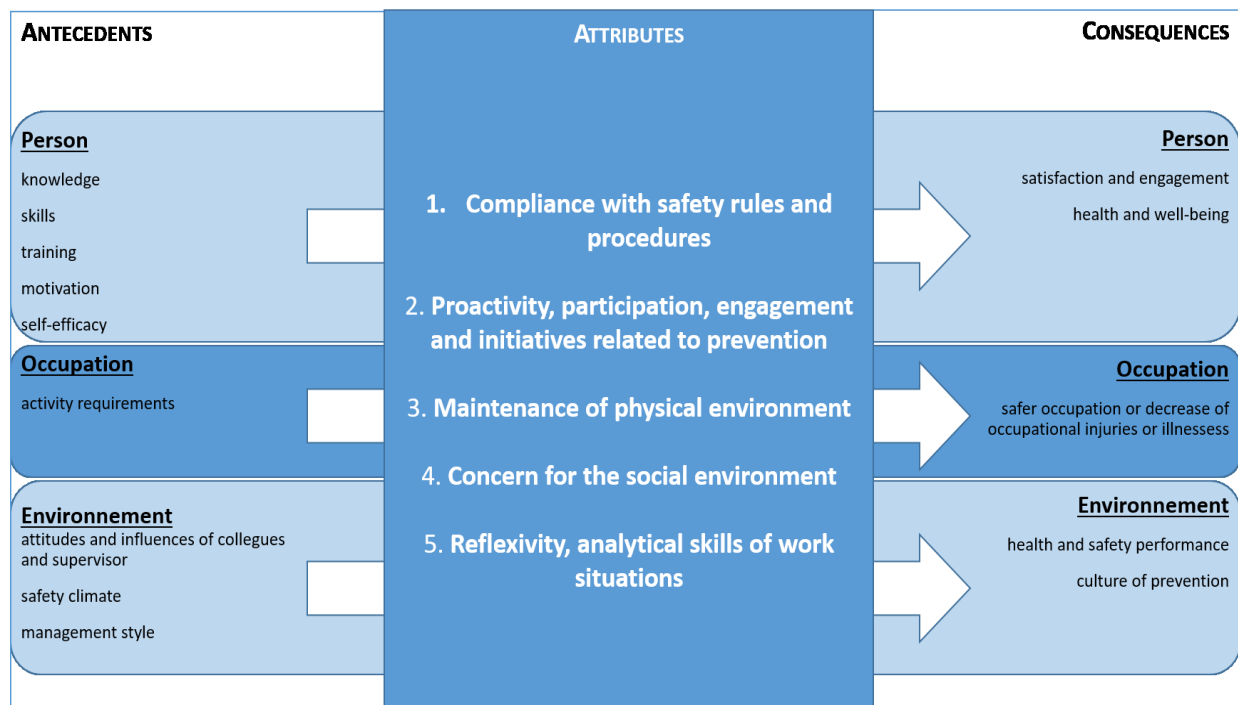 ANTECEDENTS
Person
knowledge
skills
training
motivation
self-efficacy
Occupation
activity requirements
Environnement
attitudes and influences of collegues
and supervisor
safety climate
management style
ATTRIBUTES
1. Compliance with safety rules and
procedures
2. Proactivity, participation, engagement
and initiatives related to prevention
3. Maintenance of physical environment
4. Concern for the social environment
5. Reflexivity, analytical skills of work
situations
CONSEQUENCES
Person
satisfaction and engagement
health and well-being
Occupation
safer occupation or decrease of
occupational injuries or illnessess
Environnement
health and safety performance
culture of prevention